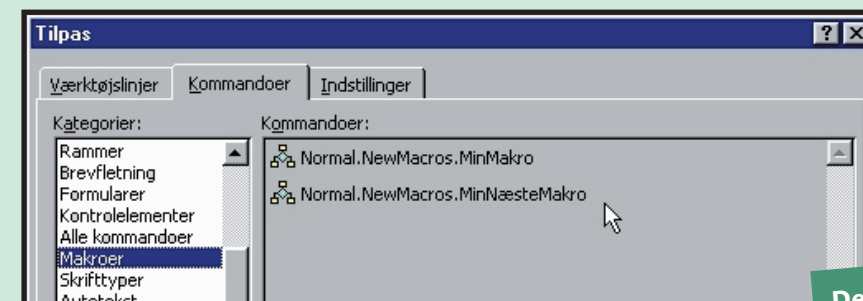 Tilpas
Værktøjslinjer Kommandoer Indstillinger
Kategorier:
Kommandoer:
Rammer
Brevfletning
Formularer
Kontrolelementer
Alle kommandoer
Makroer
Skrifttyper
Autotekst
Normal.NewMacros.MinMakro
Normal.NewMacros.MinNæsteMakro